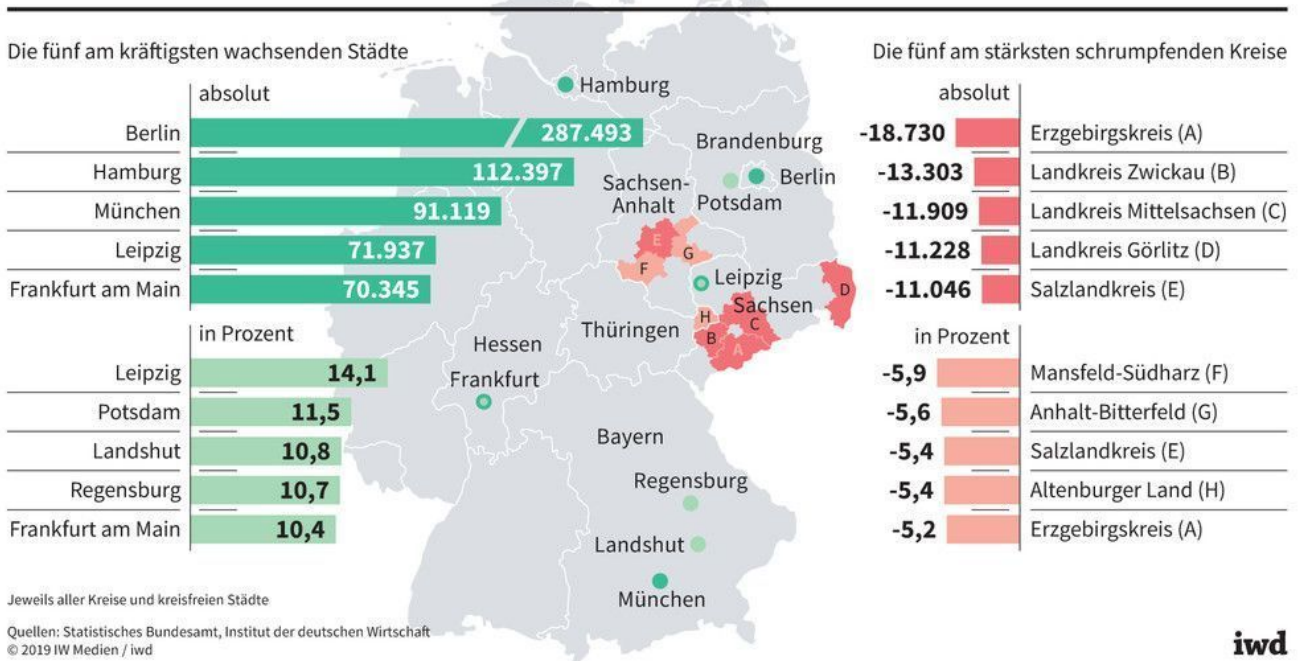 Die fünf am kräftigsten wachsenden Städte
absolut
Berlin 287.493
Hamburg 112.397
München 91.119
Leipzig 71.937
Frankfurt am Main 70.345
in Prozent
Leipzig 14,1
Potsdam 11,5
Landshut 10,8
Regensburg 10,7
Frankfurt am Main 10,4
Hamburg
Brandenburg
Berlin
Sachsen-
Anhalt
Potsdam
E
G
F
Leipzig
Sachsen
D
H
C
B
A
Thüringen
Hessen
Frankfurt
Bayern
Regensburg
Landshut
München
Die fünf am stärksten schrumpfenden Kreise
absolut
-18.730 Erzgebirgskreis (A)
-13.303 Landkreis Zwickau (B)
-11.909 Landkreis Mittelsachsen (C)
-11.228 Landkreis Görlitz (D)
-11.046 Salzlandkreis (E)
in Prozent
-5,9 Mansfeld-Südharz (F)
-5,6 Anhalt-Bitterfeld (G)
-5,4 Salzlandkreis (E)
-5,4 Altenburger Land (H)
-5,2 Erzgebirgskreis (A)
Jeweils aller Kreise und kreisfreien Städte
Quellen: Statistisches Bundesamt, Institut der deutschen Wirtschaft
© 2019 IW Medien / iwd
iwd